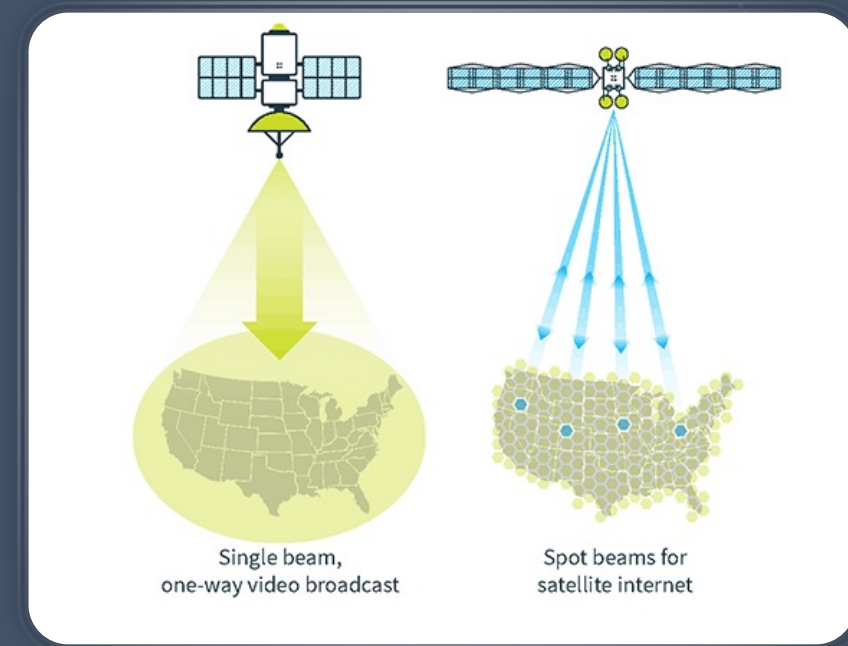 Single beam,
one-way video broadcast
Spot beams for
satellite internet